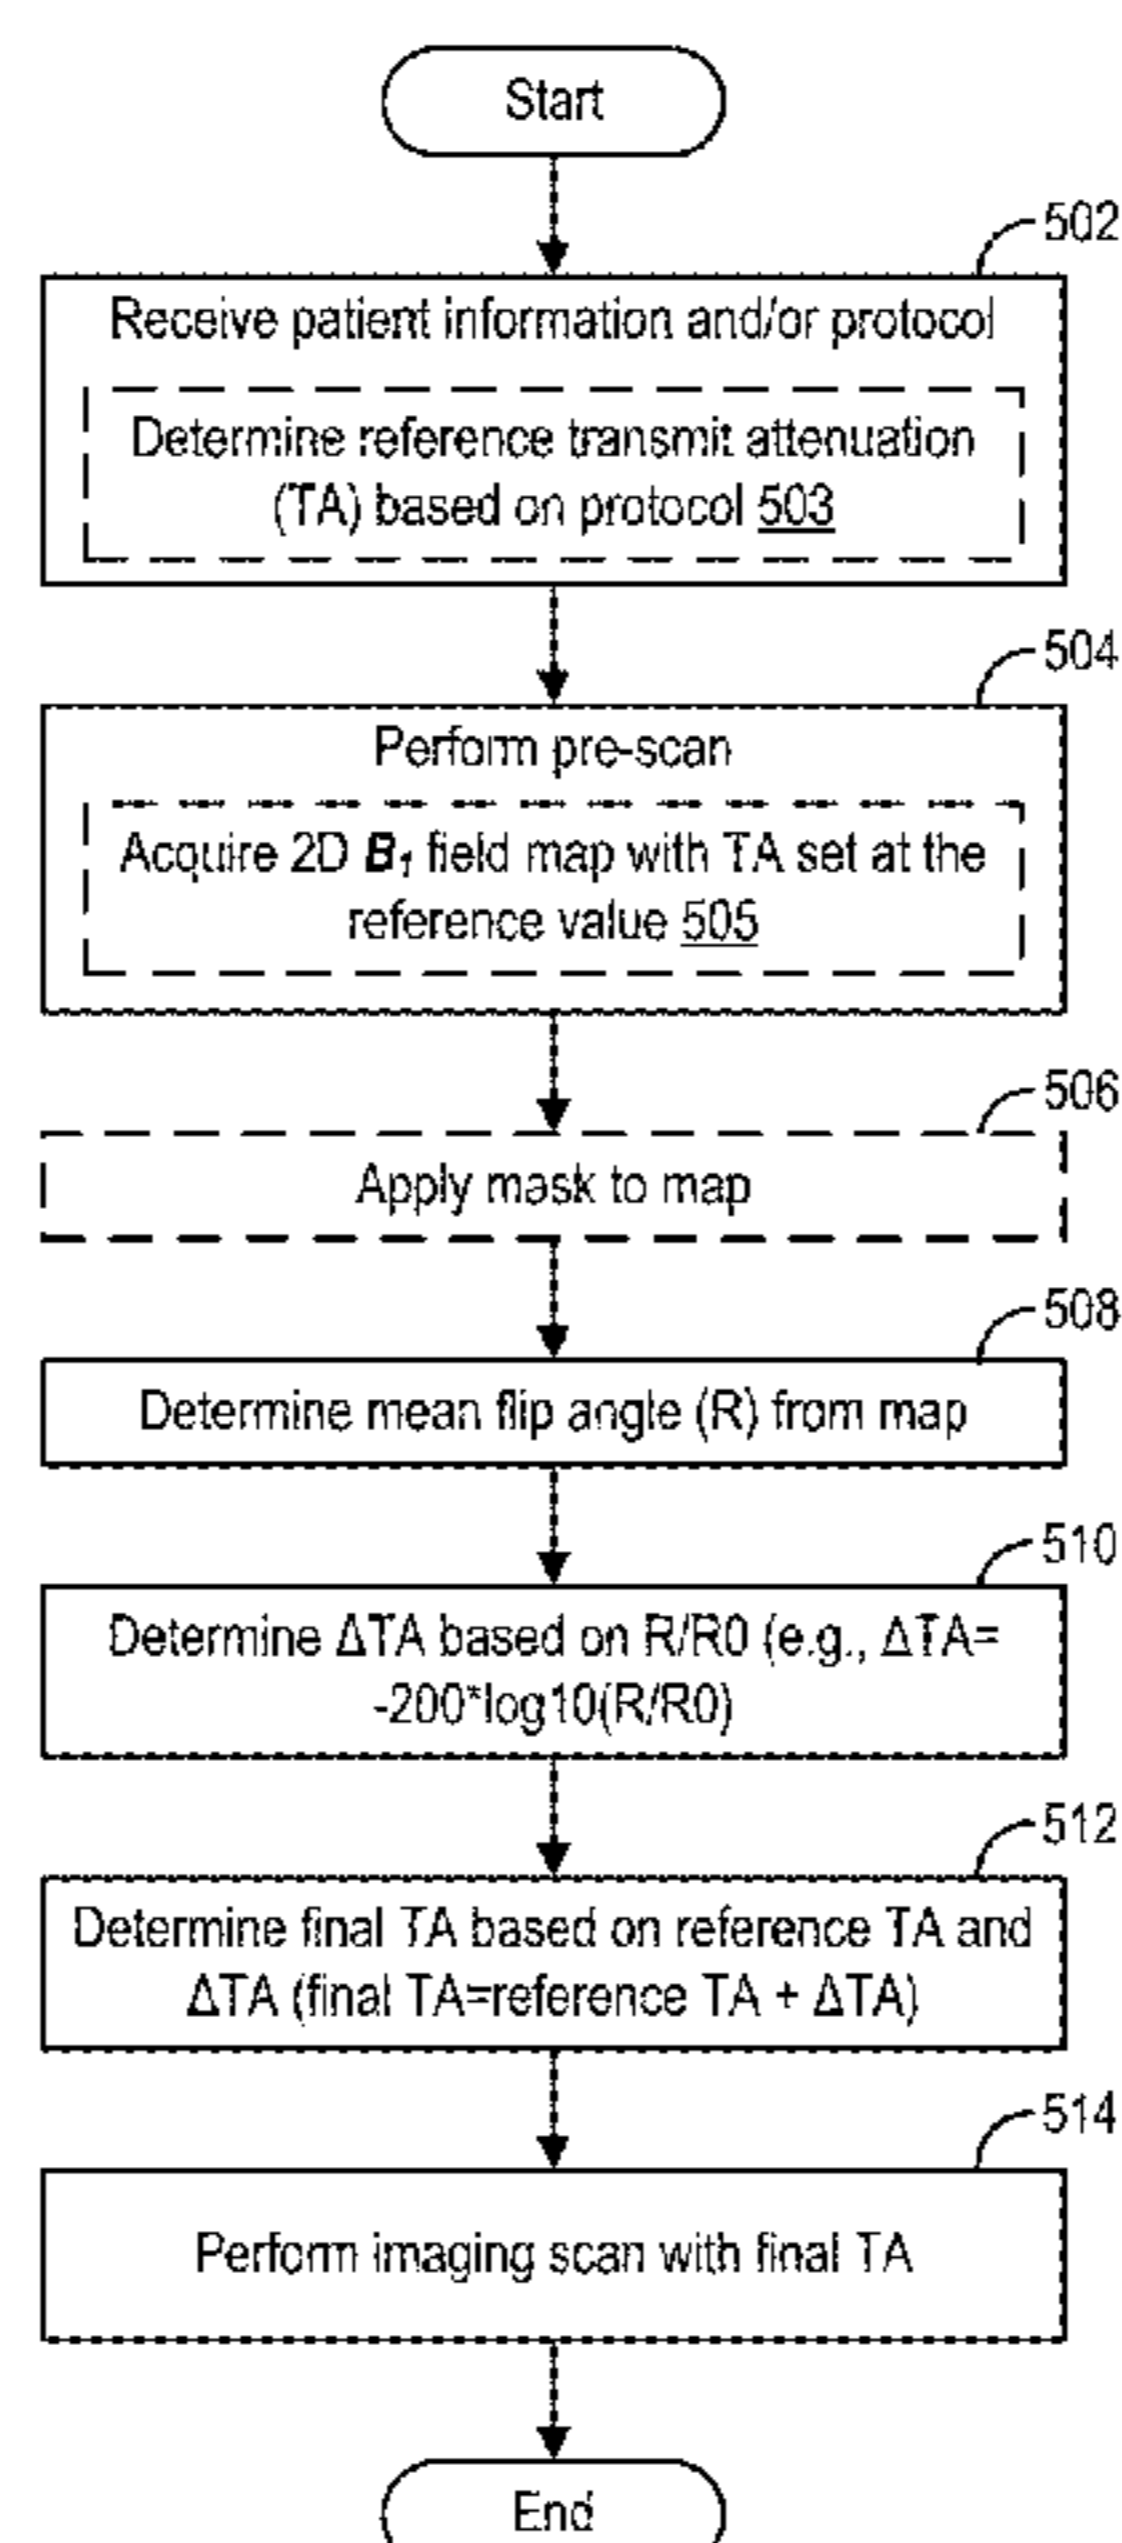 Start
502
Receive patient information and/or protocol
Determine reference transmit attenuation
(TA) based on protocol 503
504
Perform pre-scan
Acquire 2D B1 field map with TA set at the
reference value 505
506
Apply mask to map
508
Determine mean flip angle (R) from map
510
Determine ΔTA based on R/R0 (e.g., ΔTA=
-200*log10(R/R0)
512
Determine final TA based on reference TA and
ΔTA (final TA=reference TA + ΔTA)
514
Perform imaging scan with final TA
End